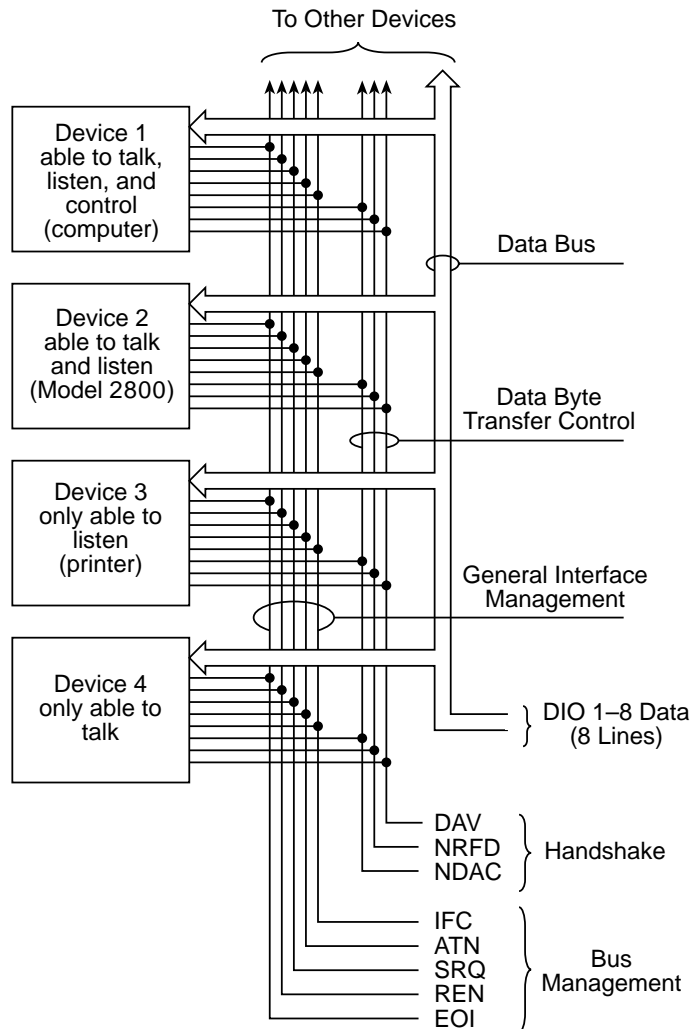 To Other Devices
Device 1
able to talk,
listen, and
control
(computer)
Data Bus
Device 2
able to talk
and listen
(Model 2800)
Data Byte
Transfer Control
Device 3
only able to
listen
(printer)
General Interface
Management
Device 4
only able to
talk
DIO 1–8 Data
(8 Lines)
DAV
NRFD
NDAC
Handshake
IFC
ATN
SRQ
REN
EOI
Bus
Management